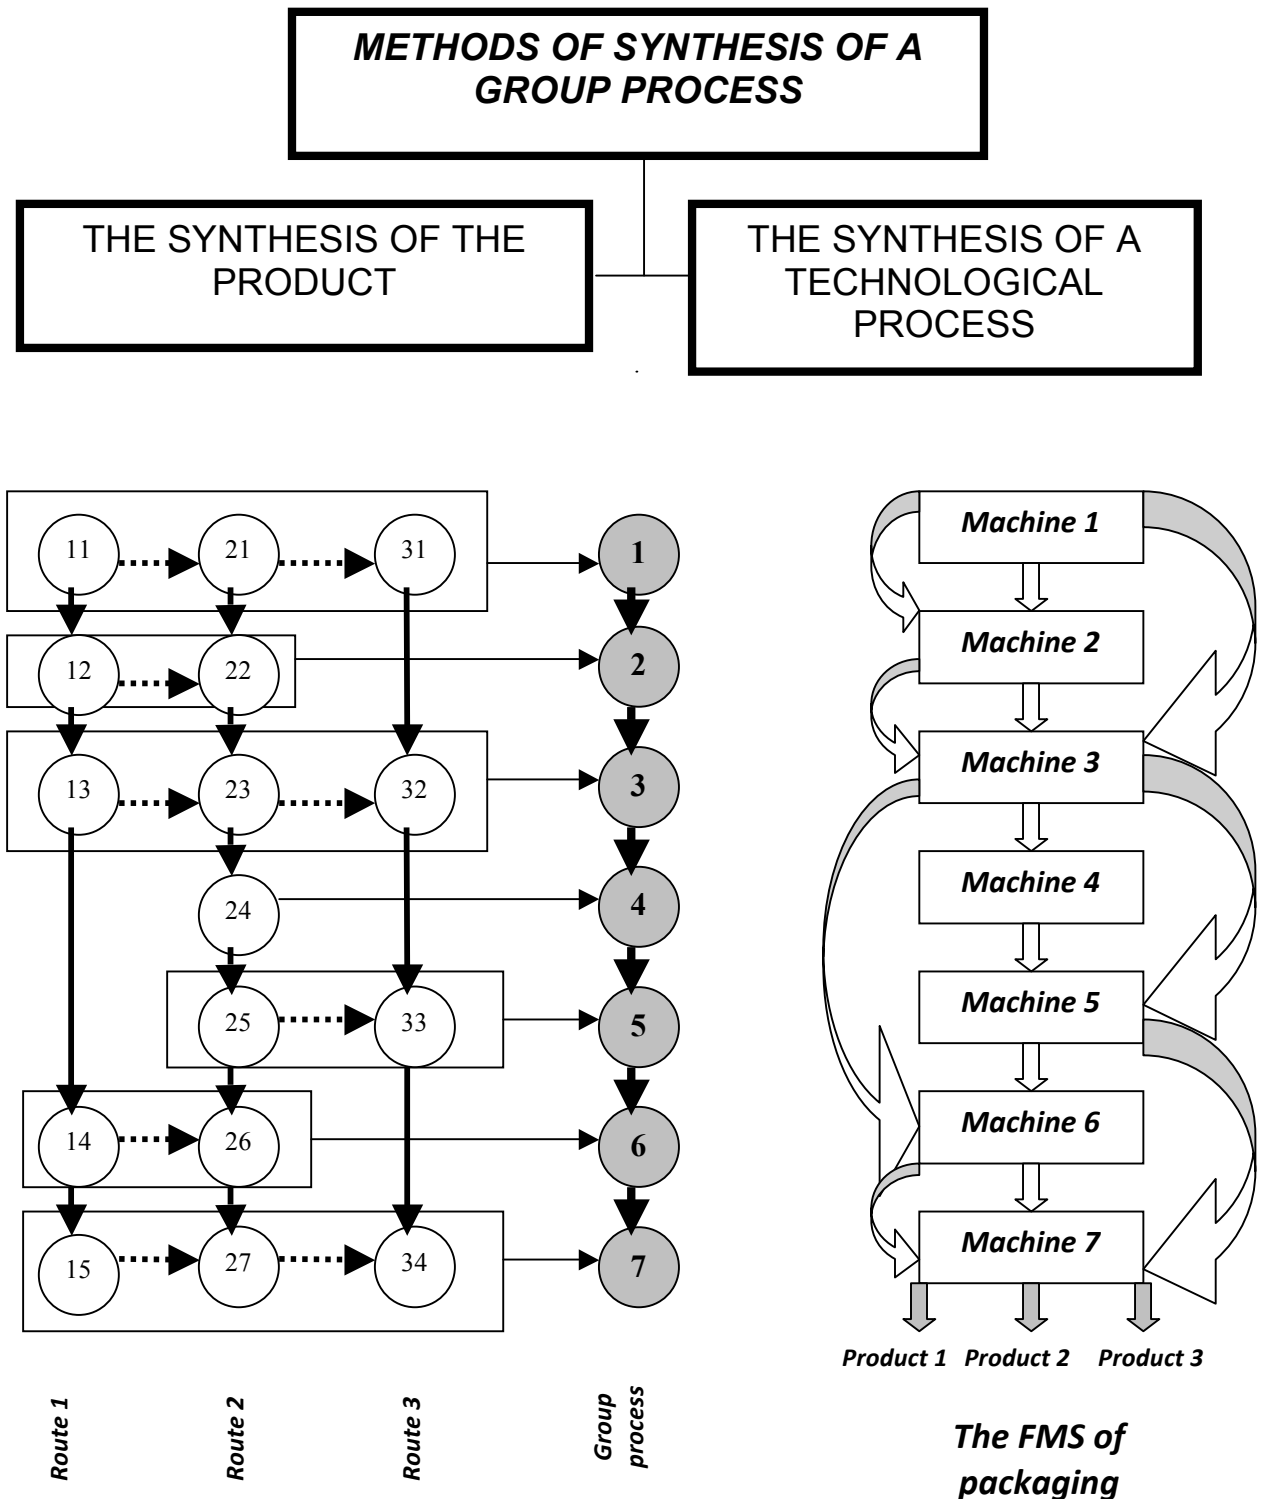 METHODS OF SYNTHESIS OF A
GROUP PROCESS
THE SYNTHESIS OF THE
PRODUCT
THE SYNTHESIS OF A
TECHNOLOGICAL
PROCESS
11 21 31 1
12 22 2
13 23 32 3
24 4
25 33 5
14 26 6
15 27 34 7
Route 1
Route 2
Route 3
Group
process
Machine 1
Machine 2
Machine 3
Machine 4
Machine 5
Machine 6
Machine 7
Product 1 Product 2 Product 3
The FMS of
packaging